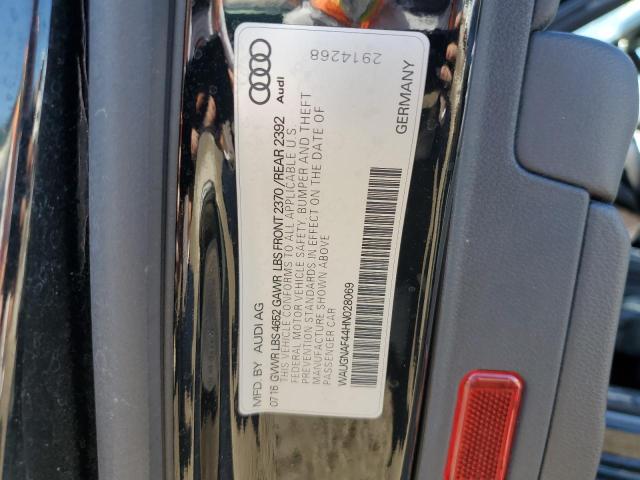 MFD. BY AUDI AG
Audi
07 16 GVWR LBS 4652 GAWR LBS FRONT 2370 / REAR 2392
THIS VEHICLE CONFORMS TO ALL APPLICABLE U.S.
FEDERAL MOTOR VEHICLE SAFETY, BUMPER AND THEFT
PREVENTION STANDARDS IN EFFECT ON THE DATE OF
MANUFACTURE SHOWN ABOVE
PASSENGER CAR
WAUGNAF44HN028069
GERMANY
2914268